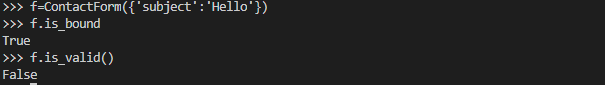 >>> f=ContactForm({'subject':'Hello'})
>>> f.is_bound
True
>>> f.is_valid()
False